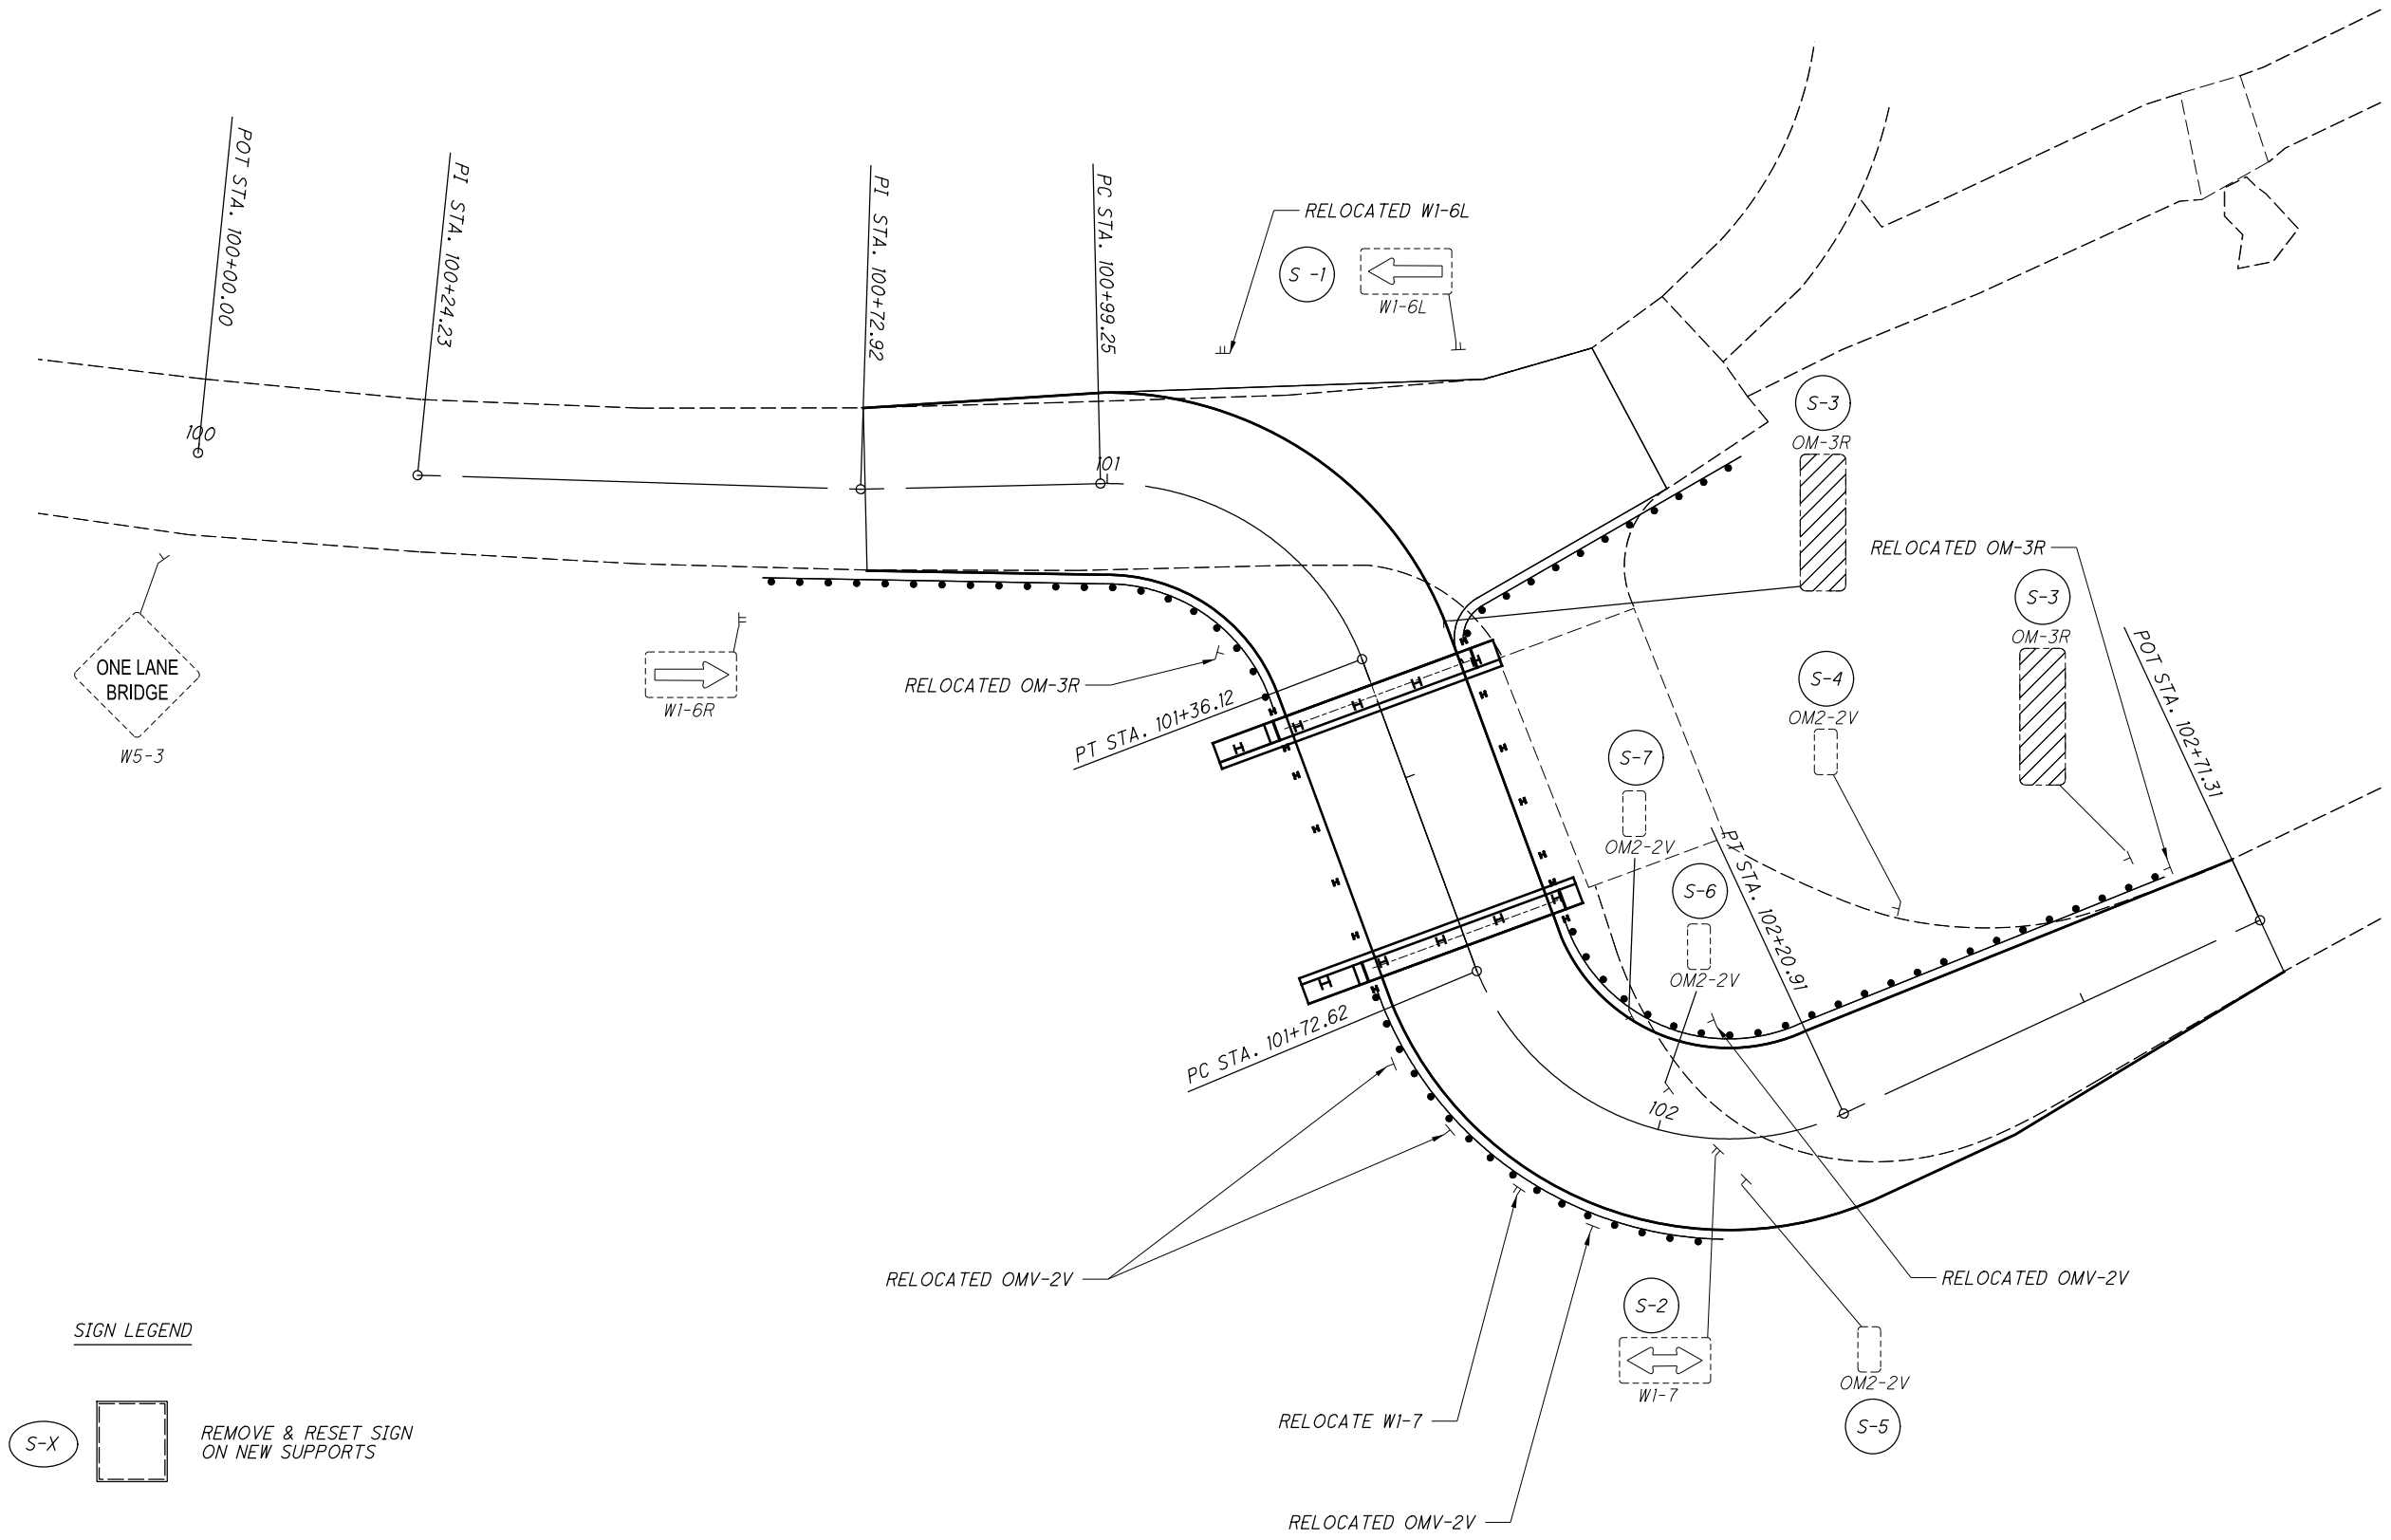 POT STA. 100+00.00
PI STA. 100+24.23
PI STA. 100+72.92
PC STA. 100+99.25
RELOCATED W1-6L
S -1
W1-6L
100
101
S-3
OM-3R
RELOCATED OM-3R
S-3
OM-3R
POT STA. 102+71.31
ONE LANE
BRIDGE
W5-3
W1-6R
RELOCATED OM-3R
PT STA. 101+36.12
S-4
OM2-2V
S-7
OM2-2V
S-6
OM2-2V
PT STA. 102+20.91
PC STA. 101+72.62
102
RELOCATED OMV-2V
RELOCATED OMV-2V
S-2
W1-7
OM2-2V
S-5
RELOCATE W1-7
RELOCATED OMV-2V
SIGN LEGEND
S-X
REMOVE & RESET SIGN
ON NEW SUPPORTS